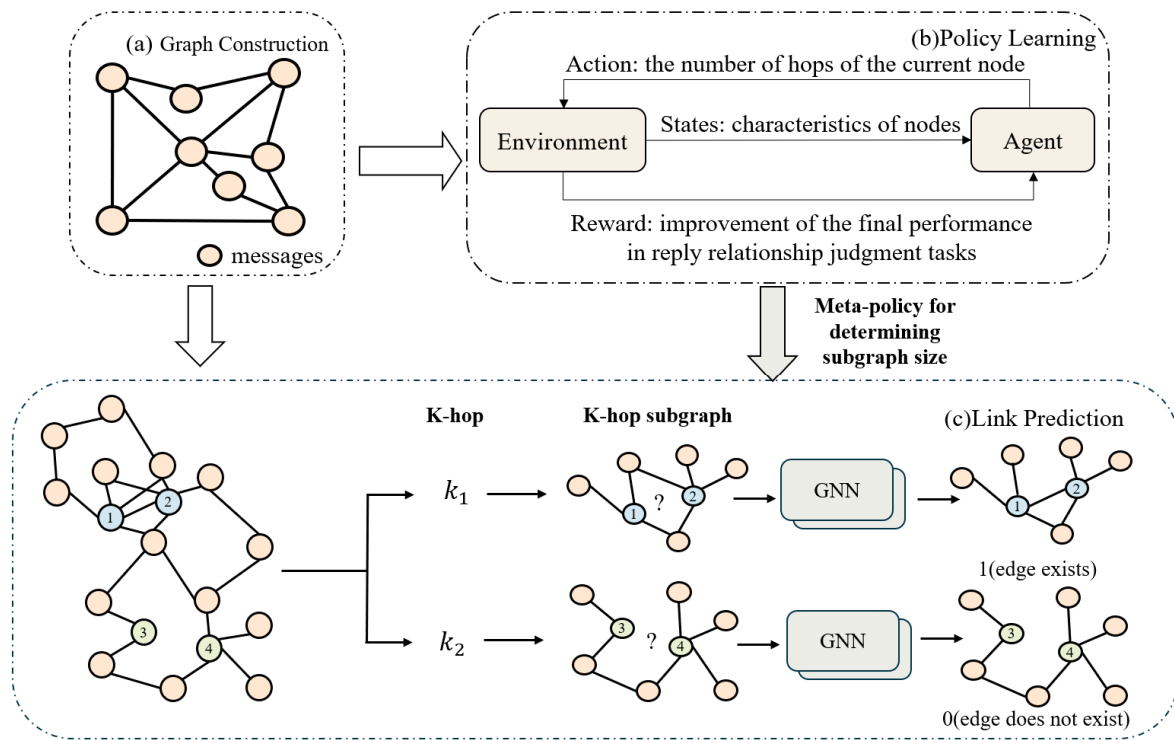 (a) Graph Construction
messages
(b)Policy Learning
Action: the number of hops of the current node
Environment
States: characteristics of nodes
Agent
Reward: improvement of the final performance
in reply relationship judgment tasks
Meta-policy for
determining
subgraph size
K-hop
K-hop subgraph
(c)Link Prediction
1
2
3
4
k₁
1
?
2
GNN
1
2
1(edge exists)
k₂
3
?
4
GNN
3
4
0(edge does not exist)